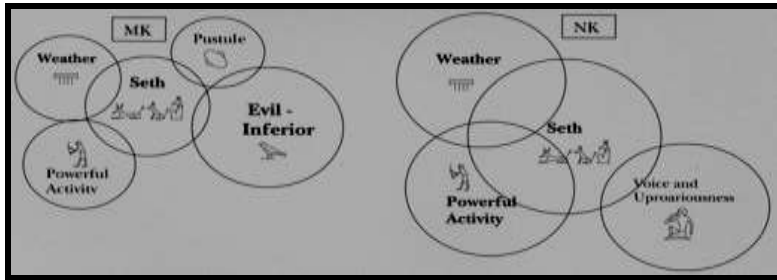 MK
Pustule
Weather
Seth
Evil -
Inferior
Powerful
Activity
NK
Weather
Seth
Powerful
Activity
Voice and
Uproariousness